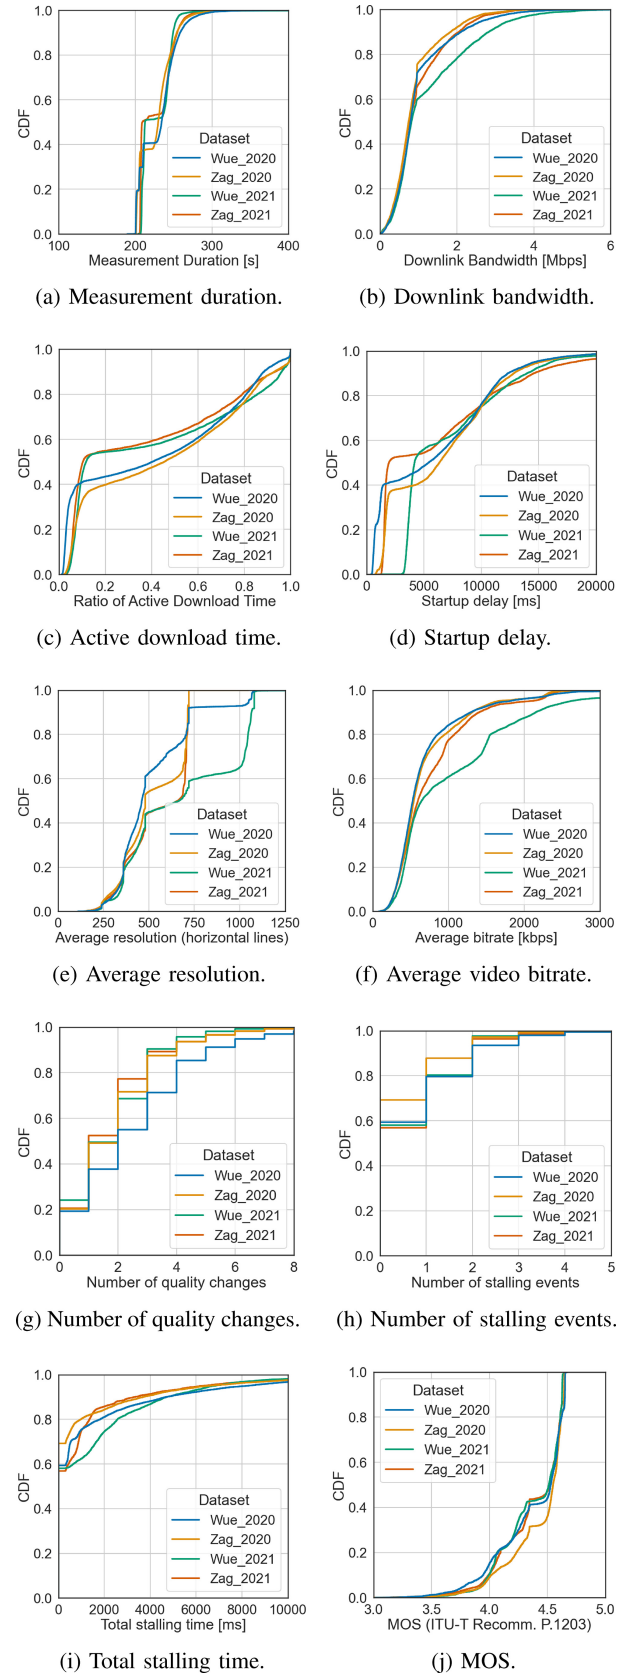 1.0
0.8
0.6
0.4
0.2
0.0
CDF
Dataset
Wue_2020
Zag_2020
Wue_2021
Zag_2021
100 200 300 400
Measurement Duration [s]
(a) Measurement duration.
1.0
0.8
0.6
0.4
0.2
0.0
CDF
Dataset
Wue_2020
Zag_2020
Wue_2021
Zag_2021
0 2 4 6
Downlink Bandwidth [Mbps]
(b) Downlink bandwidth.
1.0
0.8
0.6
0.4
0.2
0.0
CDF
Dataset
Wue_2020
Zag_2020
Wue_2021
Zag_2021
0.0 0.2 0.4 0.6 0.8 1.0
Ratio of Active Download Time
(c) Active download time.
1.0
0.8
0.6
0.4
0.2
0.0
CDF
Dataset
Wue_2020
Zag_2020
Wue_2021
Zag_2021
0 5000 10000 15000 20000
Startup delay [ms]
(d) Startup delay.
1.0
0.8
0.6
0.4
0.2
0.0
CDF
Dataset
Wue_2020
Zag_2020
Wue_2021
Zag_2021
0 250 500 750 1000 1250
Average resolution (horizontal lines)
(e) Average resolution.
1.0
0.8
0.6
0.4
0.2
0.0
CDF
Dataset
Wue_2020
Zag_2020
Wue_2021
Zag_2021
0 1000 2000 3000
Average bitrate [kbps]
(f) Average video bitrate.
1.0
0.8
0.6
0.4
0.2
0.0
CDF
Dataset
Wue_2020
Zag_2020
Wue_2021
Zag_2021
0 2 4 6 8
Number of quality changes
(g) Number of quality changes.
1.0
0.8
0.6
0.4
0.2
0.0
CDF
Dataset
Wue_2020
Zag_2020
Wue_2021
Zag_2021
0 1 2 3 4 5
Number of stalling events
(h) Number of stalling events.
1.0
0.8
0.6
0.4
0.2
0.0
CDF
Dataset
Wue_2020
Zag_2020
Wue_2021
Zag_2021
0 2000 4000 6000 8000 10000
Total stalling time [ms]
(i) Total stalling time.
1.0
0.8
0.6
0.4
0.2
0.0
CDF
Dataset
Wue_2020
Zag_2020
Wue_2021
Zag_2021
3.0 3.5 4.0 4.5 5.0
MOS (ITU-T Recomm. P.1203)
(j) MOS.